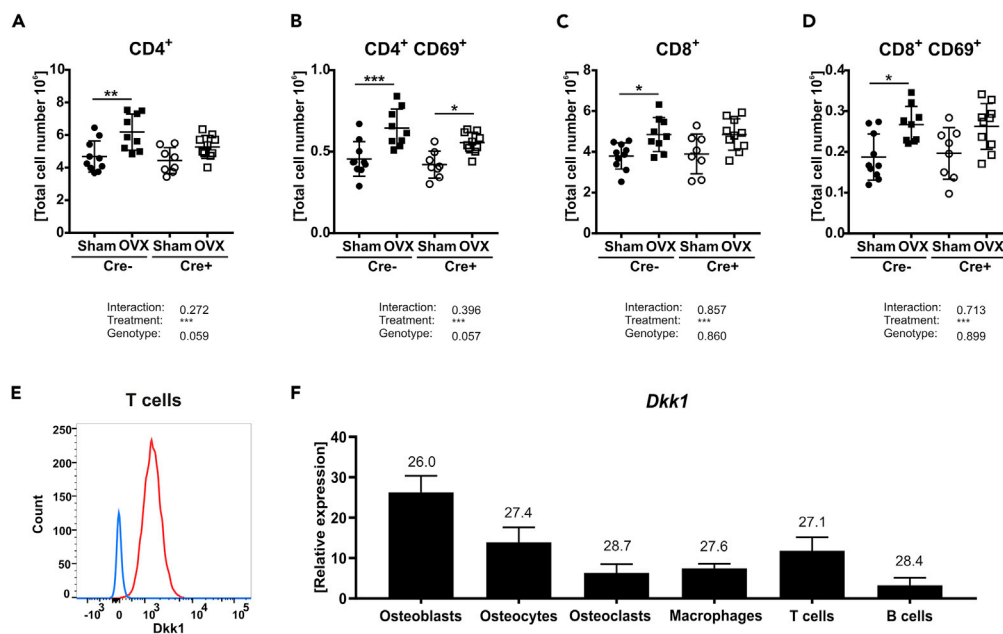 A
CD4+
[Total cell number 10⁶]
10
8
6
4
2
0
**
Sham OVX Sham OVX
Cre- Cre+
Interaction: 0.272
Treatment: ***
Genotype: 0.059
B
CD4+ CD69+
[Total cell number 10⁶]
1.0
0.5
0.0
***
*
Sham OVX Sham OVX
Cre- Cre+
Interaction: 0.396
Treatment: ***
Genotype: 0.057
C
CD8+
[Total cell number 10⁶]
8
6
4
2
0
*
Sham OVX Sham OVX
Cre- Cre+
Interaction: 0.857
Treatment: ***
Genotype: 0.860
D
CD8+ CD69+
[Total cell number 10⁶]
0.4
0.3
0.2
0.1
0.0
*
Sham OVX Sham OVX
Cre- Cre+
Interaction: 0.713
Treatment: ***
Genotype: 0.899
E
T cells
Count
250
200
150
100
50
0
-10³ 0 10³ 10⁴ 10⁵
Dkk1
F
Dkk1
[Relative expression]
40
30
20
10
0
26.0
27.4
28.7
27.6
27.1
28.4
Osteoblasts Osteocytes Osteoclasts Macrophages T cells B cells